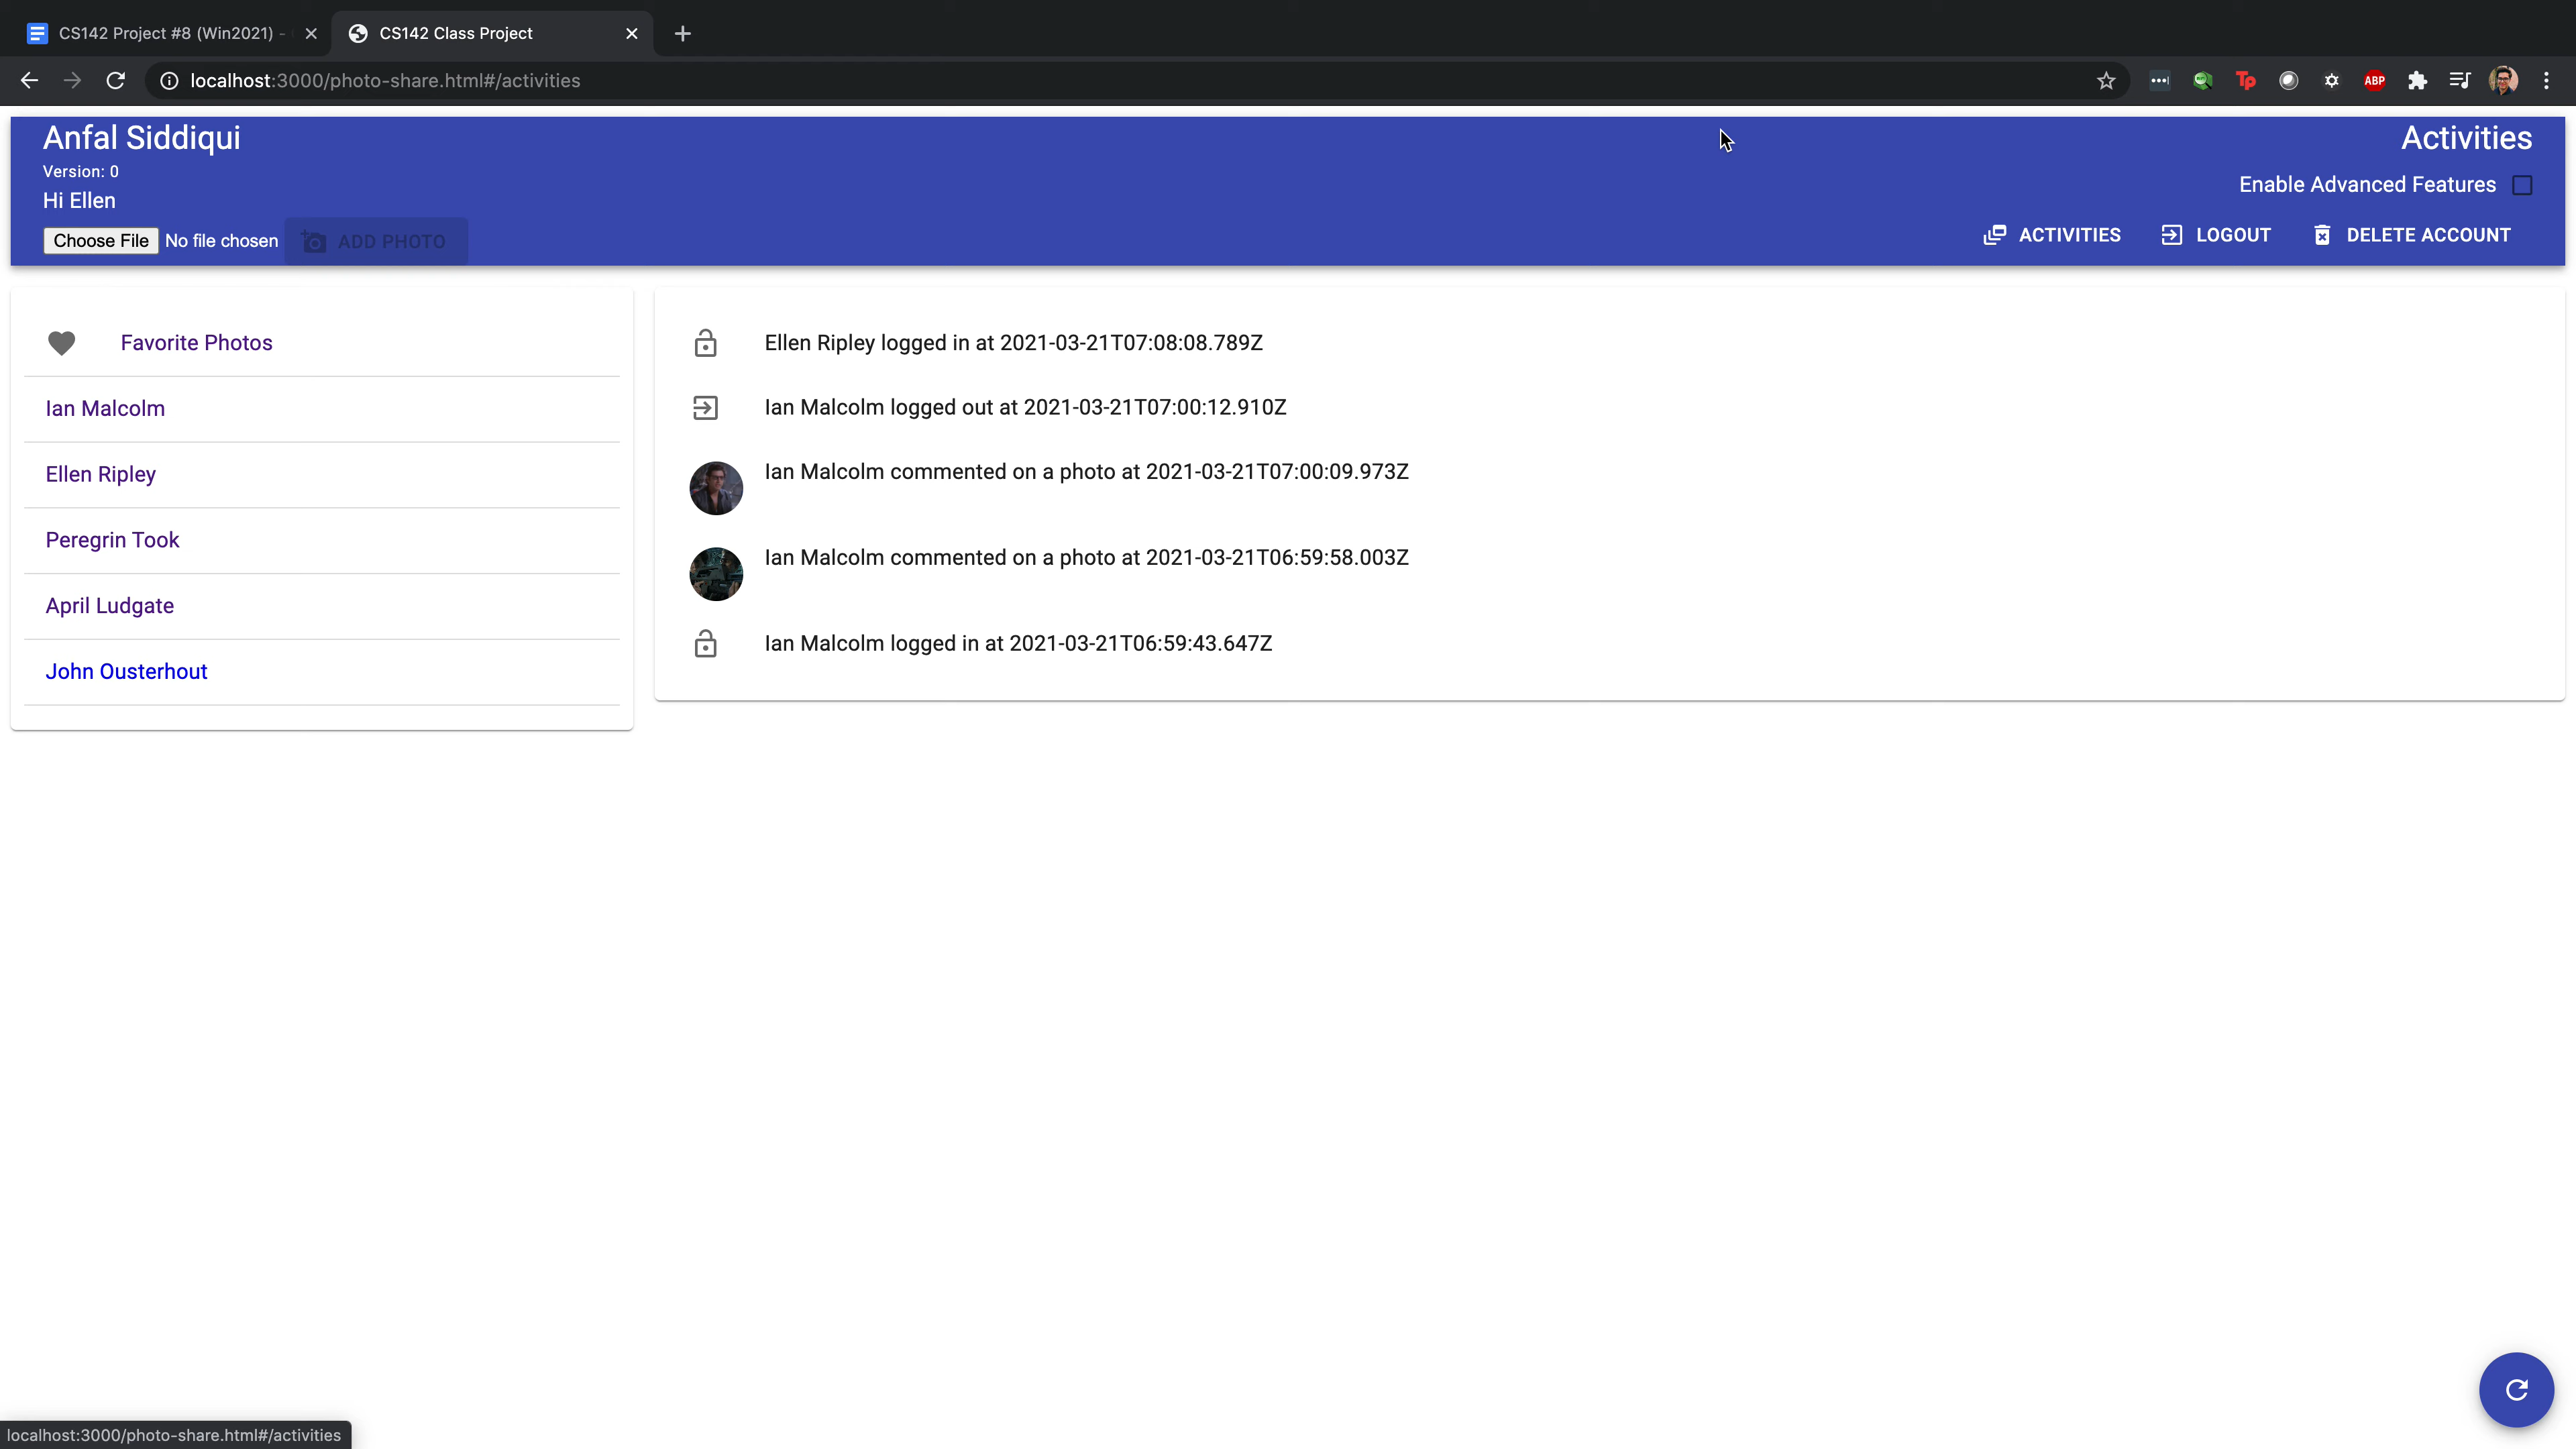 CS142 Project #8 (Win2021) -
CS142 Class Project
localhost:3000/photo-share.html#/activities
Tp
ABP
Anfal Siddiqui
Version: 0
Hi Ellen
Choose File No file chosen ADD PHOTO
Activities
Enable Advanced Features
ACTIVITIES LOGOUT DELETE ACCOUNT
Favorite Photos
Ian Malcolm
Ellen Ripley
Peregrin Took
April Ludgate
John Ousterhout
Ellen Ripley logged in at 2021-03-21T07:08:08.789Z
Ian Malcolm logged out at 2021-03-21T07:00:12.910Z
Ian Malcolm commented on a photo at 2021-03-21T07:00:09.973Z
Ian Malcolm commented on a photo at 2021-03-21T06:59:58.003Z
Ian Malcolm logged in at 2021-03-21T06:59:43.647Z
localhost:3000/photo-share.html#/activities